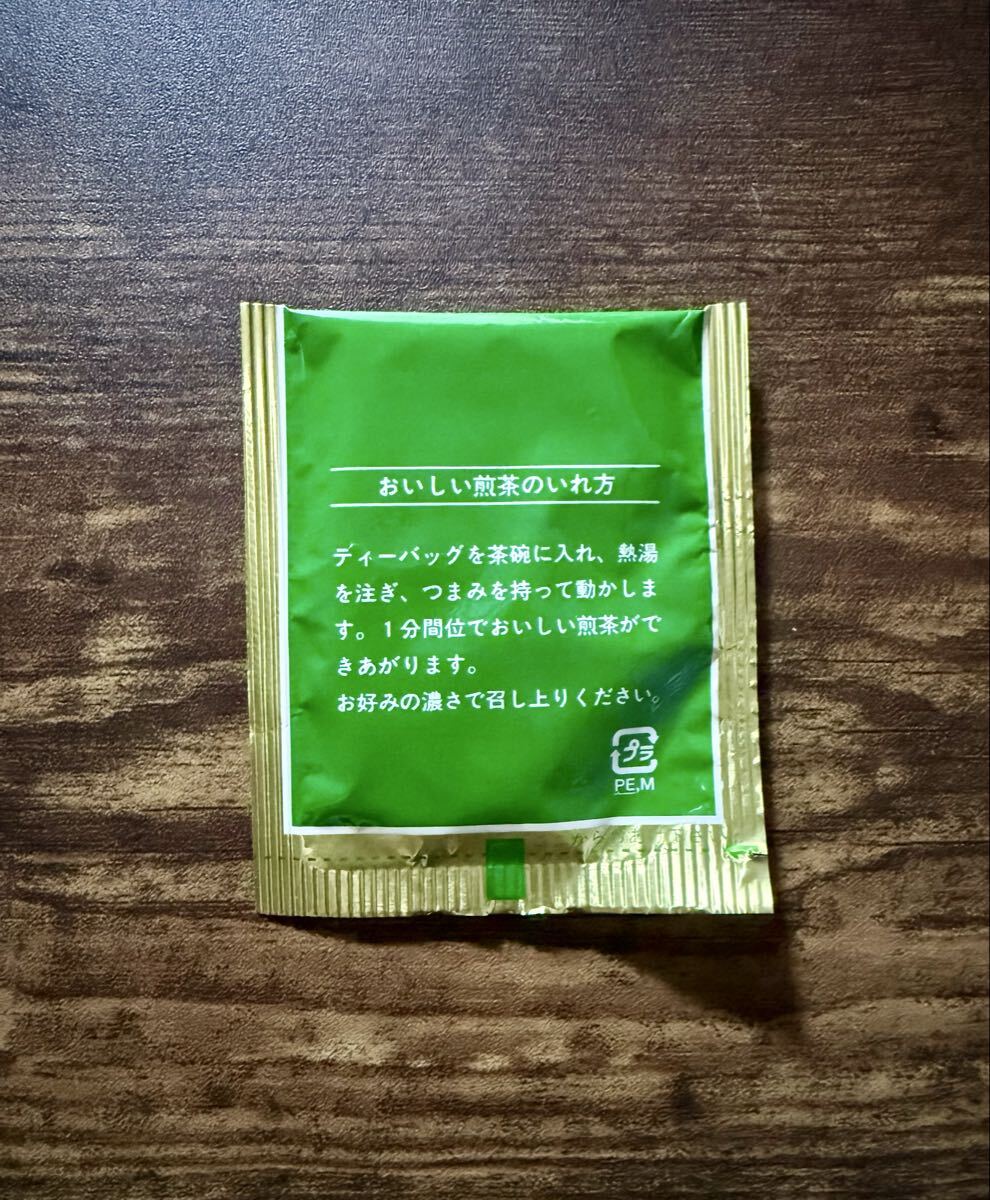 おいしい煎茶のいれ方
ディーバッグを茶碗に入れ、熱湯
を注ぎ、つまみを持って動かしま
す。1分間位でおいしい煎茶がで
きあがります。
お好みの濃さで召し上りください。
プラ
PE,M
から